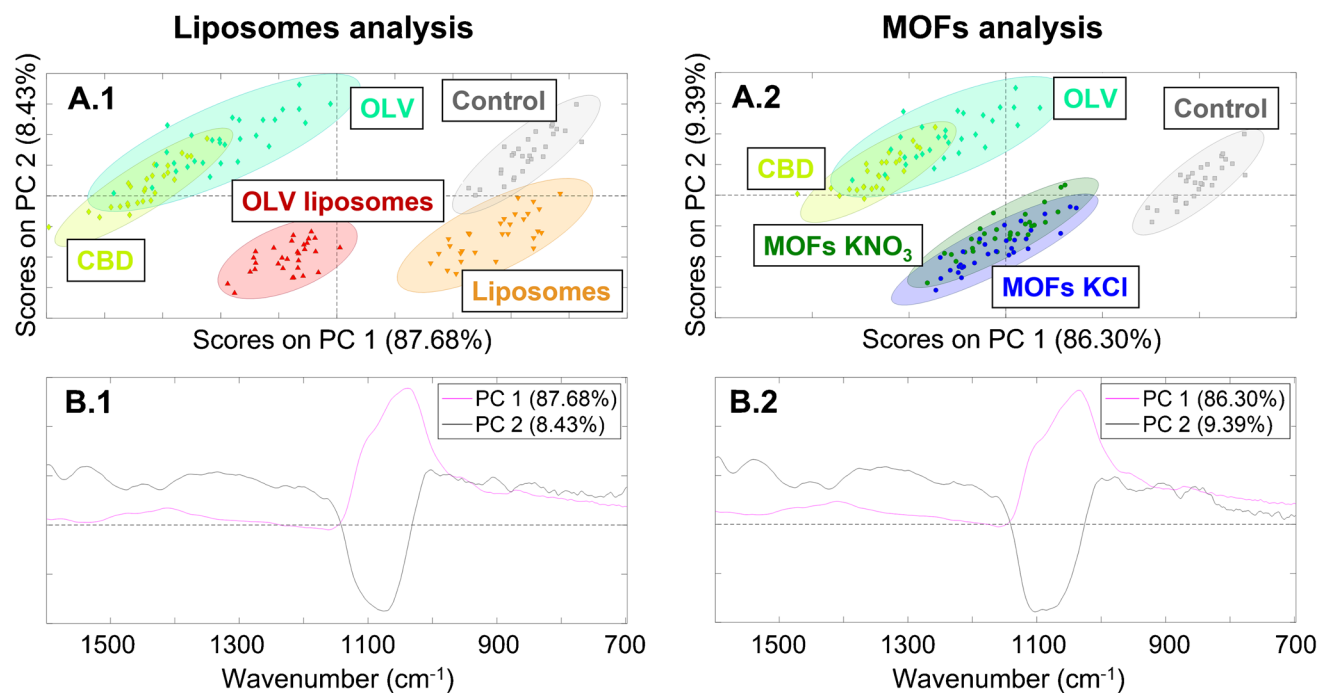 Liposomes analysis
MOFs analysis
Scores on PC 2 (8.43%)
A.1
OLV
Control
OLV liposomes
CBD
Liposomes
Scores on PC 1 (87.68%)
Scores on PC 2 (9.39%)
A.2
OLV
Control
CBD
MOFs KNO₃
MOFs KCl
Scores on PC 1 (86.30%)
B.1
PC 1 (87.68%)
PC 2 (8.43%)
1500 1300 1100 900 700
Wavenumber (cm⁻¹)
B.2
PC 1 (86.30%)
PC 2 (9.39%)
1500 1300 1100 900 700
Wavenumber (cm⁻¹)